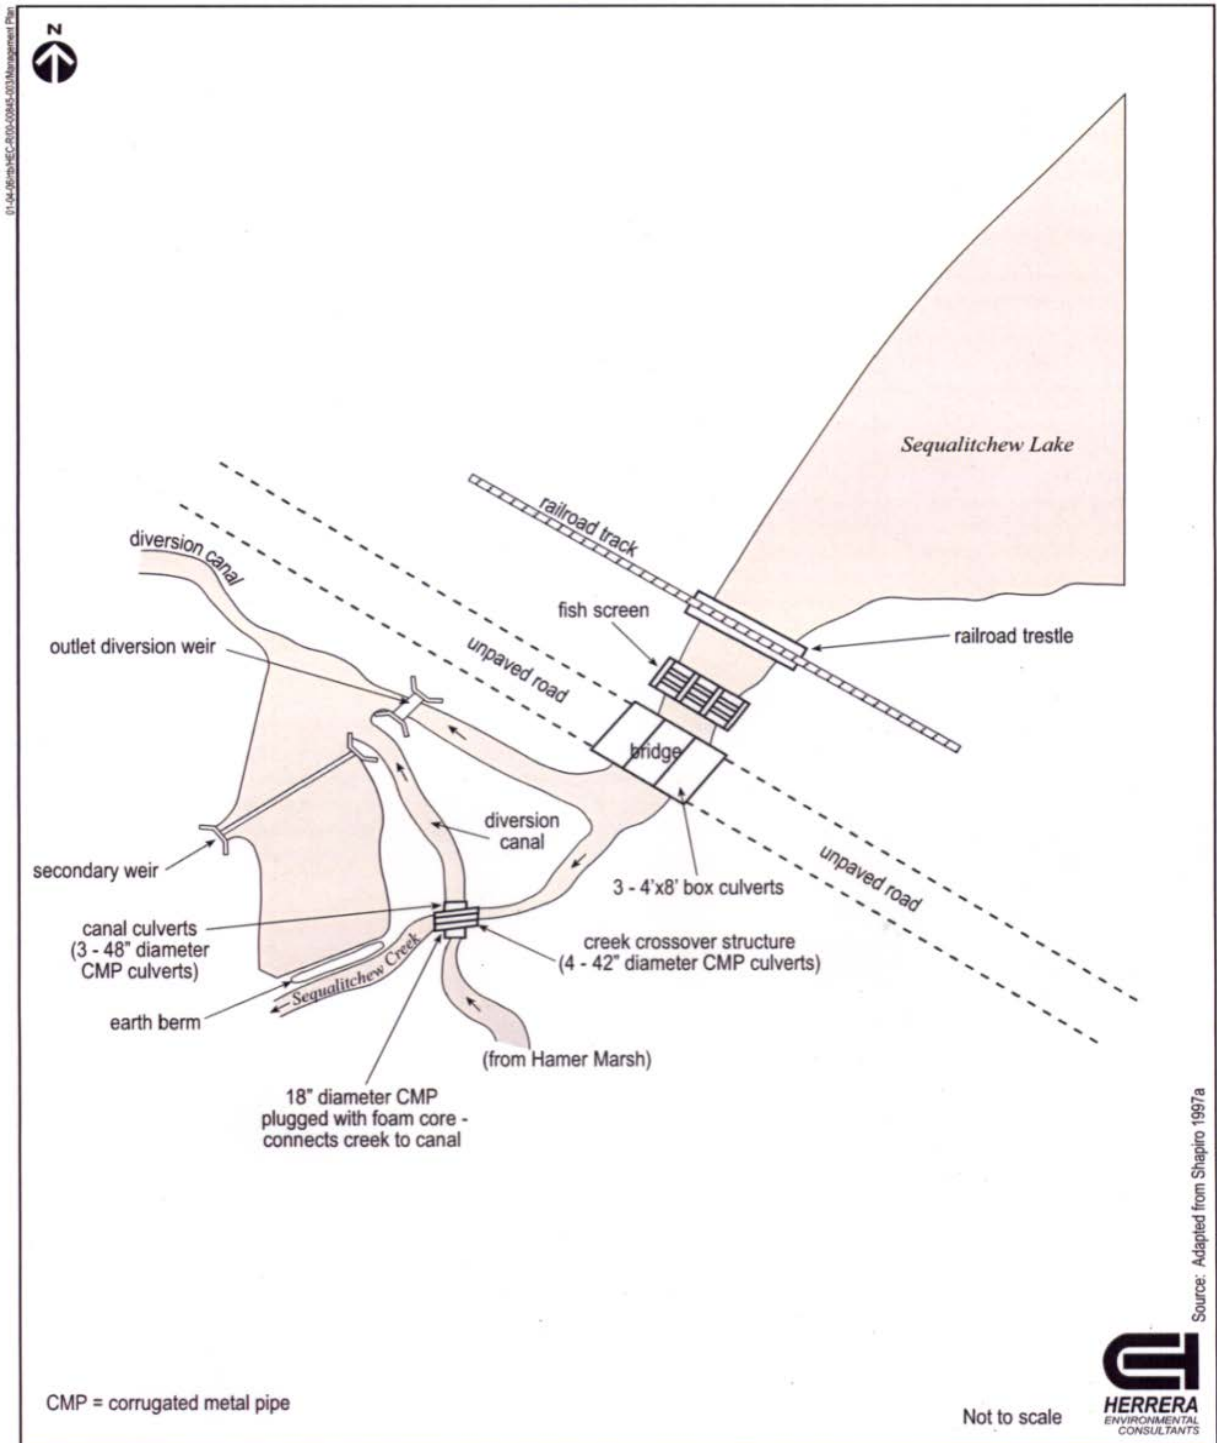 01-04-06/rtb/HEC-R/00-00845-003/Management Plan
N
Sequalitchew Lake
railroad track
diversion canal
fish screen
railroad trestle
outlet diversion weir
unpaved road
bridge
diversion
canal
secondary weir
unpaved road
3 - 4'x8' box culverts
canal culverts
(3 - 48" diameter
CMP culverts)
creek crossover structure
(4 - 42" diameter CMP culverts)
Sequalitchew Creek
earth berm
(from Hamer Marsh)
18" diameter CMP
plugged with foam core -
connects creek to canal
Source: Adapted from Shapiro 1997a
CMP = corrugated metal pipe
Not to scale
HERRERA
ENVIRONMENTAL
CONSULTANTS